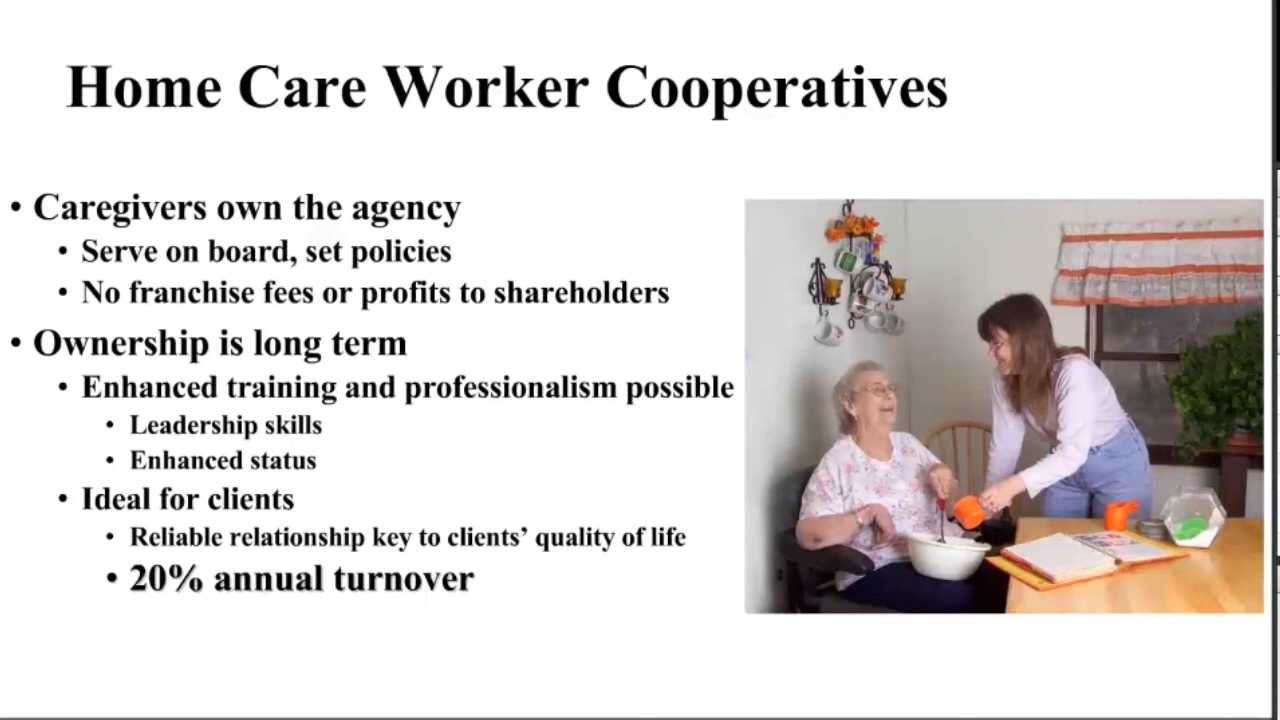 Home Care Worker Cooperatives
• Caregivers own the agency
• Serve on board, set policies
• No franchise fees or profits to shareholders
• Ownership is long term
• Enhanced training and professionalism possible
• Leadership skills
• Enhanced status
• Ideal for clients
• Reliable relationship key to clients’ quality of life
• 20% annual turnover